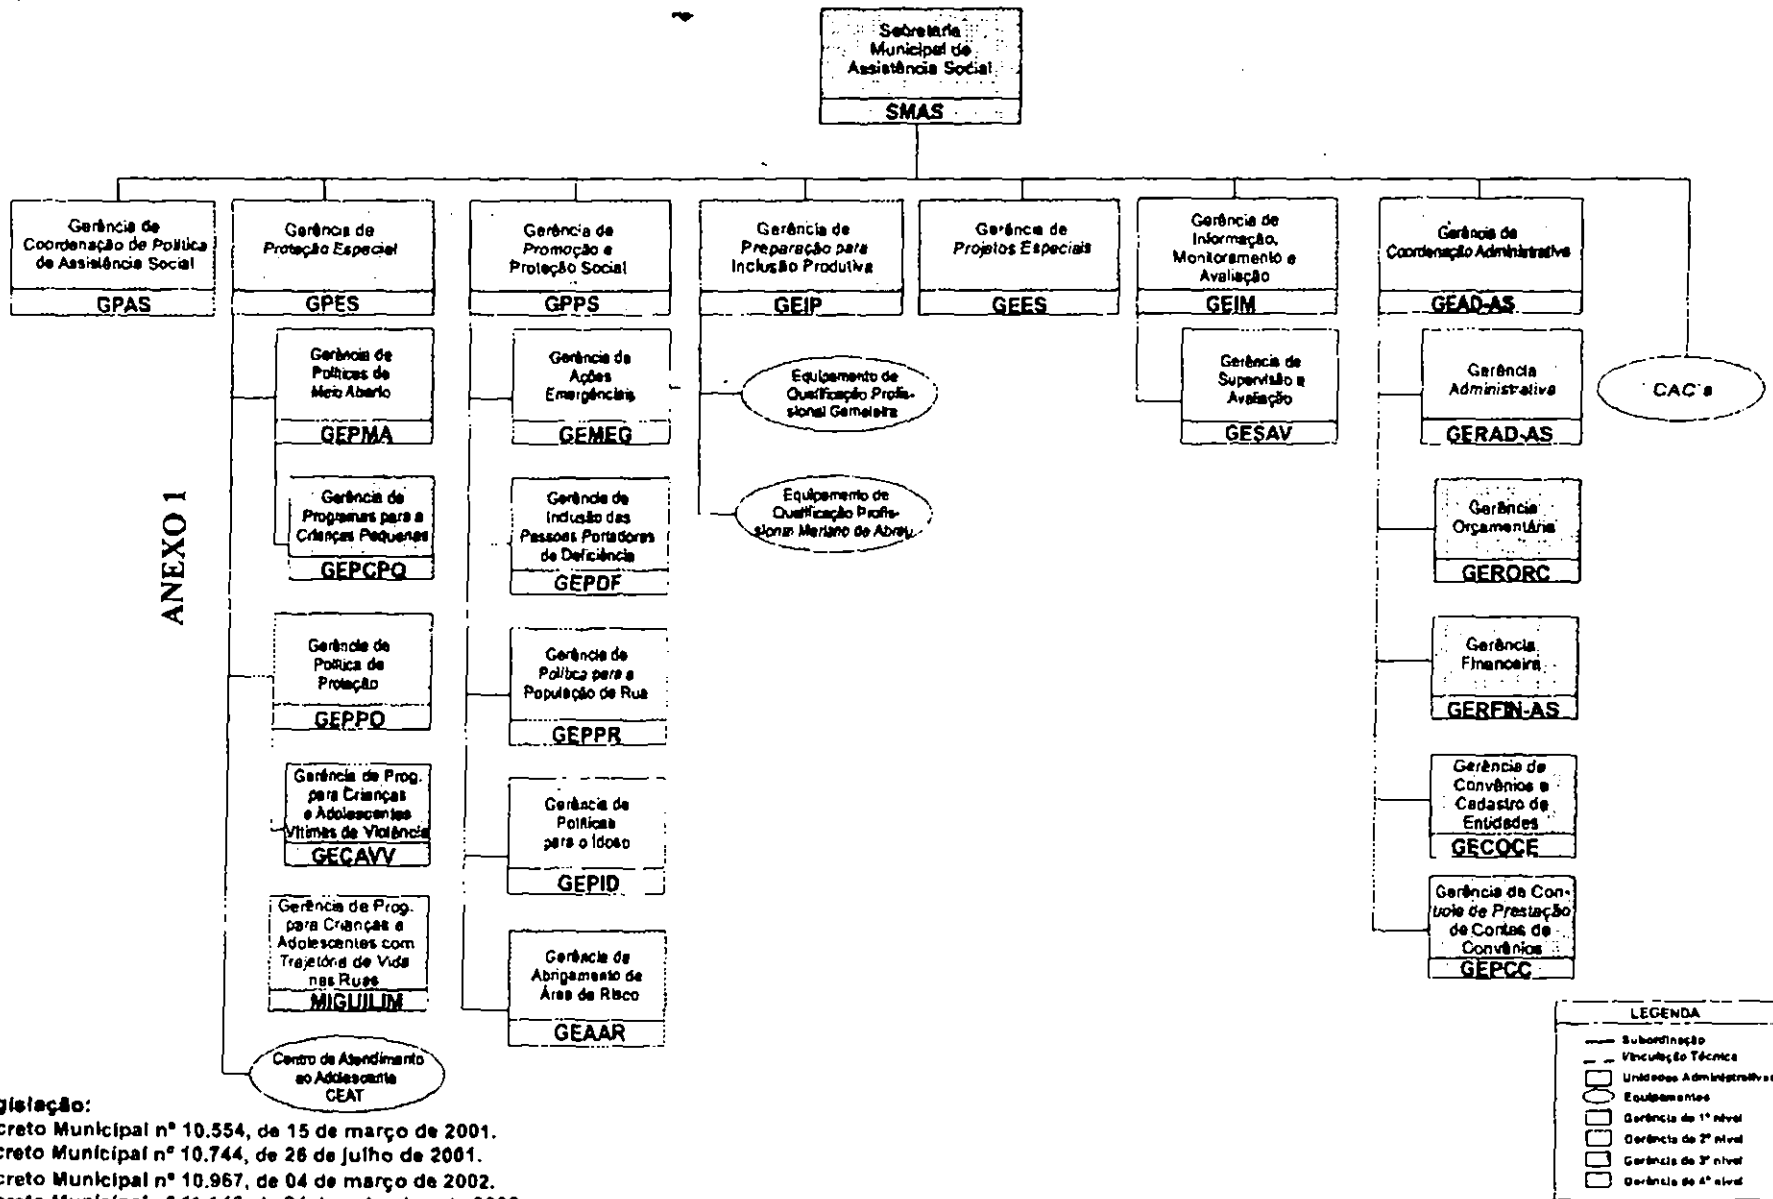 Secretaria
Municipal de
Assistência Social
SMAS
Gerência de
Coordenação de Política
de Assistência Social
GPAS
Gerência de
Proteção Especial
GPES
Gerência de
Promoção e
Proteção Social
GPPS
Gerência de
Preparação para
Inclusão Produtiva
GEIP
Gerência de
Projetos Especiais
GEES
Gerência de
Informação,
Monitoramento e
Avaliação
GEIM
Gerência de
Coordenação Administrativa
GEAD-AS
CAC's
ANEXO 1
Gerência de
Políticas de
Meio Aberto
GEPMA
Gerência de
Programas para a
Crianças Pequenas
GEPCPQ
Gerência de
Política de
Proteção
GEPPO
Gerência de Prog.
para Crianças
e Adolescentes
Vítimas de Violência
GECAVV
Gerência de Prog.
para Crianças e
Adolescentes com
Trajetória de Vida
nas Ruas
MIGUILIM
Centro de Atendimento
ao Adolescente
CEAT
Gerência de
Ações
Emergênciais
GEMEG
Gerência de
Inclusão das
Pessoas Portadores
de Deficiência
GEPDF
Gerência de
Política para a
População de Rua
GEPPR
Gerência de
Políticas
para o Idoso
GEPID
Gerência de
Abrigamento de
Área de Risco
GEAAR
Equipamento de
Qualificação Profis-
sional Gameleira
Equipamento de
Qualificação Profis-
sional Mariano de Abreu
Gerência de
Supervisão e
Avaliação
GESAV
Gerência
Administrativa
GERAD-AS
Gerência
Orçamentária
GERORC
Gerência
Financeira
GERFIN-AS
Gerência de
Convênios e
Cadastro de
Entidades
GECOCE
Gerência de Con-
trole de Prestação
de Contas de
Convênios
GEPCC
LEGENDA
Subordinação
Vinculação Técnica
Unidades Administrativas
Equipamentos
Gerência de 1º nível
Gerência de 2º nível
Gerência de 3º nível
Gerência de 4º nível
gislação:
creto Municipal nº 10.554, de 15 de março de 2001.
creto Municipal nº 10.744, de 26 de julho de 2001.
creto Municipal nº 10.967, de 04 de março de 2002.